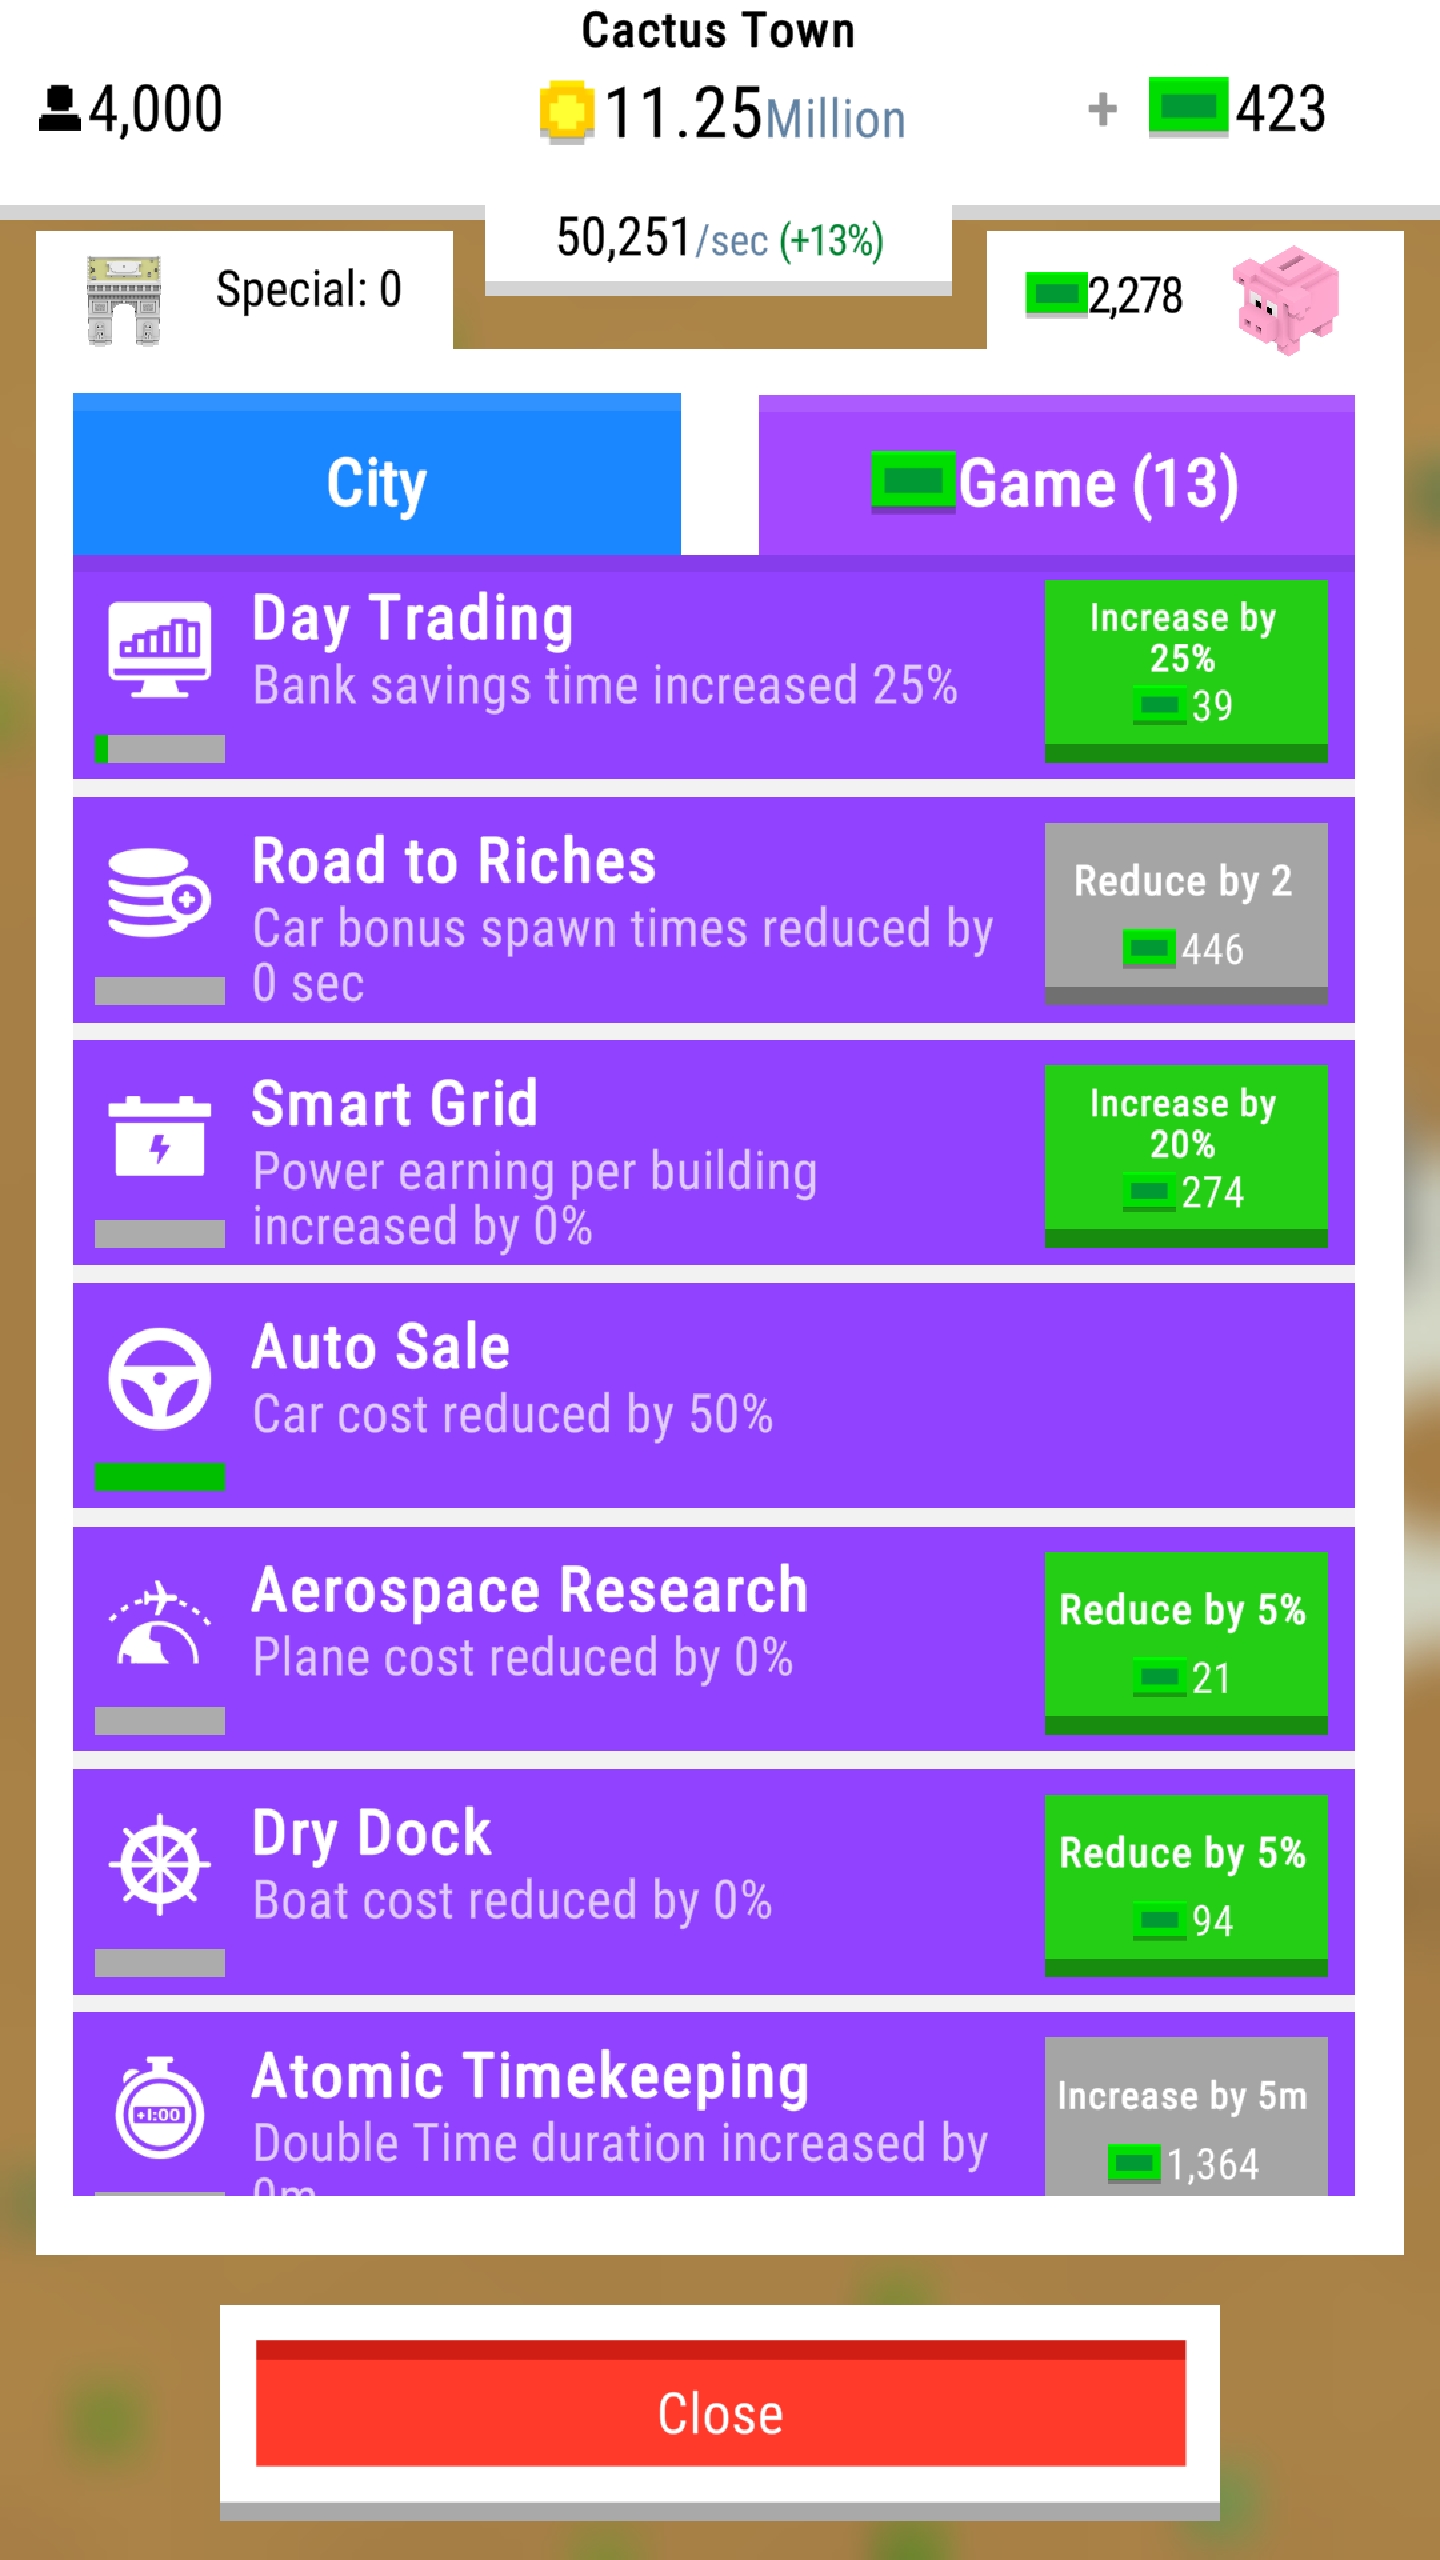 Cactus Town
4,000
11.25Million
+ 423
50,251/sec (+13%)
Special: 0
2,278
City
Game (13)
Day Trading
Bank savings time increased 25%
Increase by
25%
39
Road to Riches
Car bonus spawn times reduced by
0 sec
Reduce by 2
446
Smart Grid
Power earning per building
increased by 0%
Increase by
20%
274
Auto Sale
Car cost reduced by 50%
Aerospace Research
Plane cost reduced by 0%
Reduce by 5%
21
Dry Dock
Boat cost reduced by 0%
Reduce by 5%
94
+1:00
Atomic Timekeeping
Double Time duration increased by
0m
Increase by 5m
1,364
Close